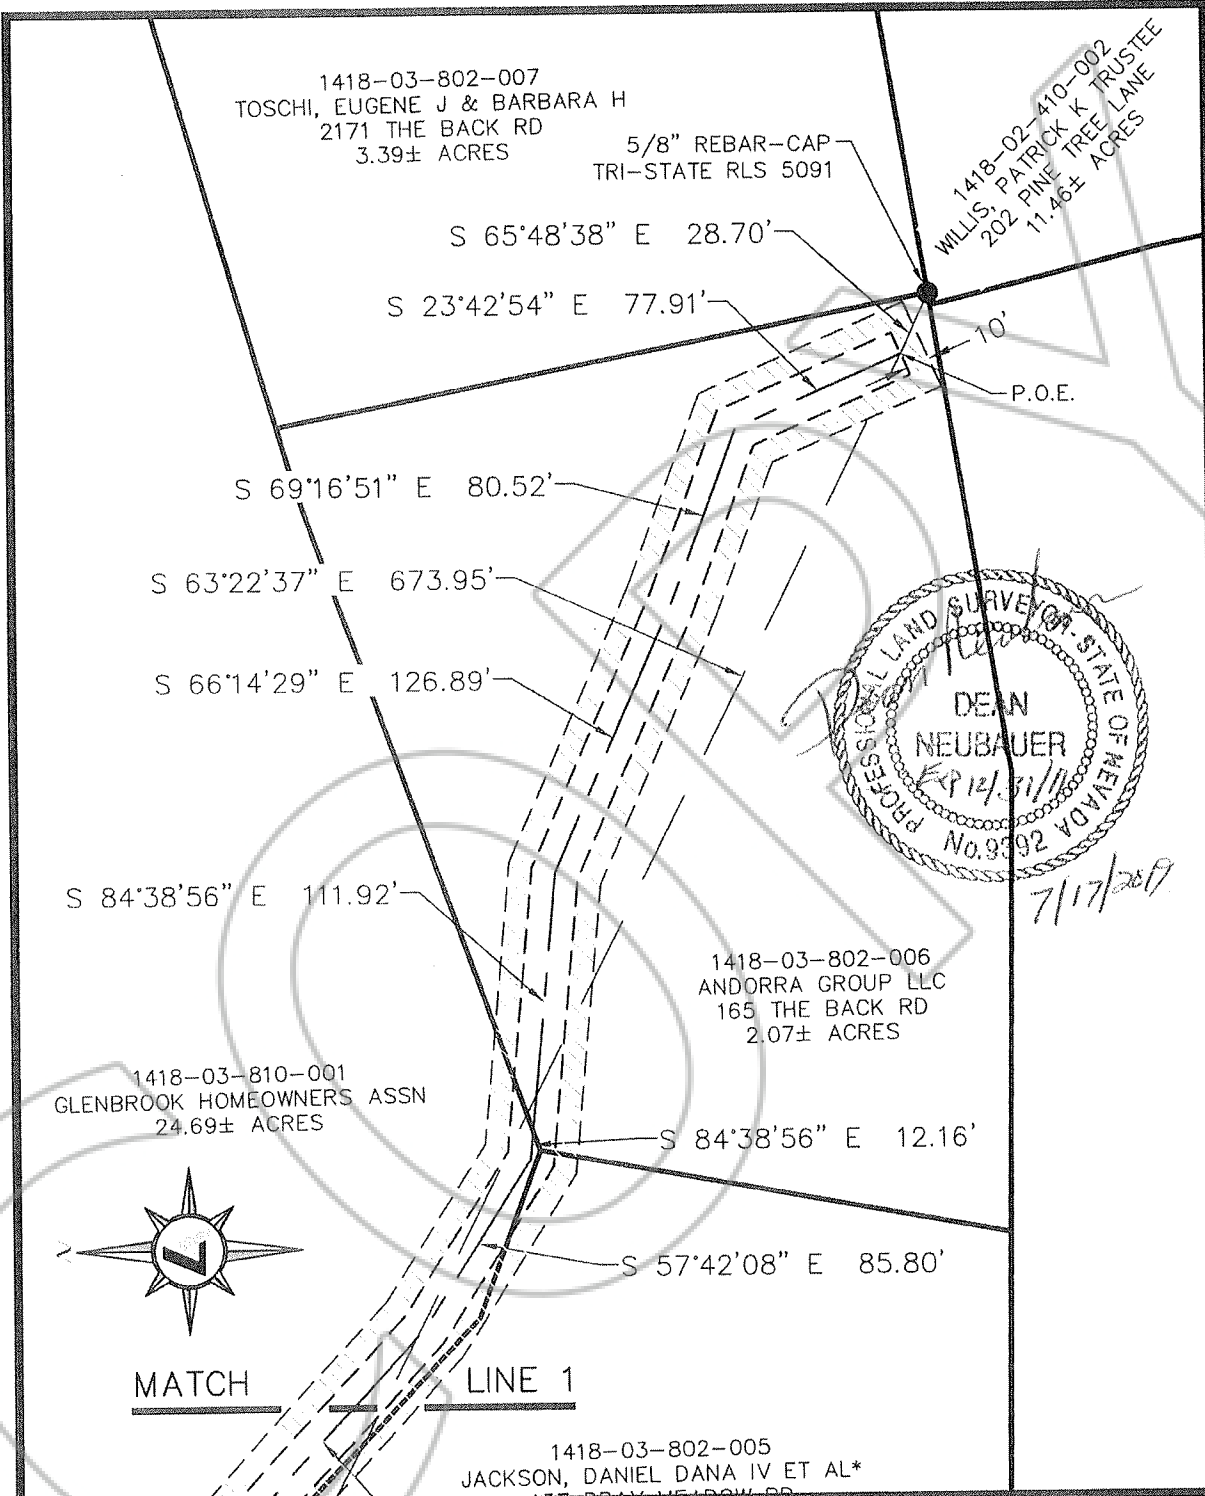 1418-03-802-007
TOSCHI, EUGENE J & BARBARA H
2171 THE BACK RD
3.39± ACRES
1418-02-410-002
WILLIS, PATRICK K TRUSTEE
202 PINE TREE LANE
11.46± ACRES
5/8" REBAR-CAP
TRI-STATE RLS 5091
S 65°48'38" E 28.70'
S 23°42'54" E 77.91'
10'
P.O.E.
S 69°16'51" E 80.52'
S 63°22'37" E 673.95'
S 66°14'29" E 126.89'
PROFESSIONAL LAND SURVEYOR-STATE OF NEVADA
DEAN
NEUBAUER
EXP 12/31/19
No.9392
7/17/2019
S 84°38'56" E 111.92'
1418-03-802-006
ANDORRA GROUP LLC
165 THE BACK RD
2.07± ACRES
1418-03-810-001
GLENBROOK HOMEOWNERS ASSN
24.69± ACRES
S 84°38'56" E 12.16'
Z
S 57°42'08" E 85.80'
MATCH LINE 1
1418-03-802-005
JACKSON, DANIEL DANA IV ET AL*
COPY